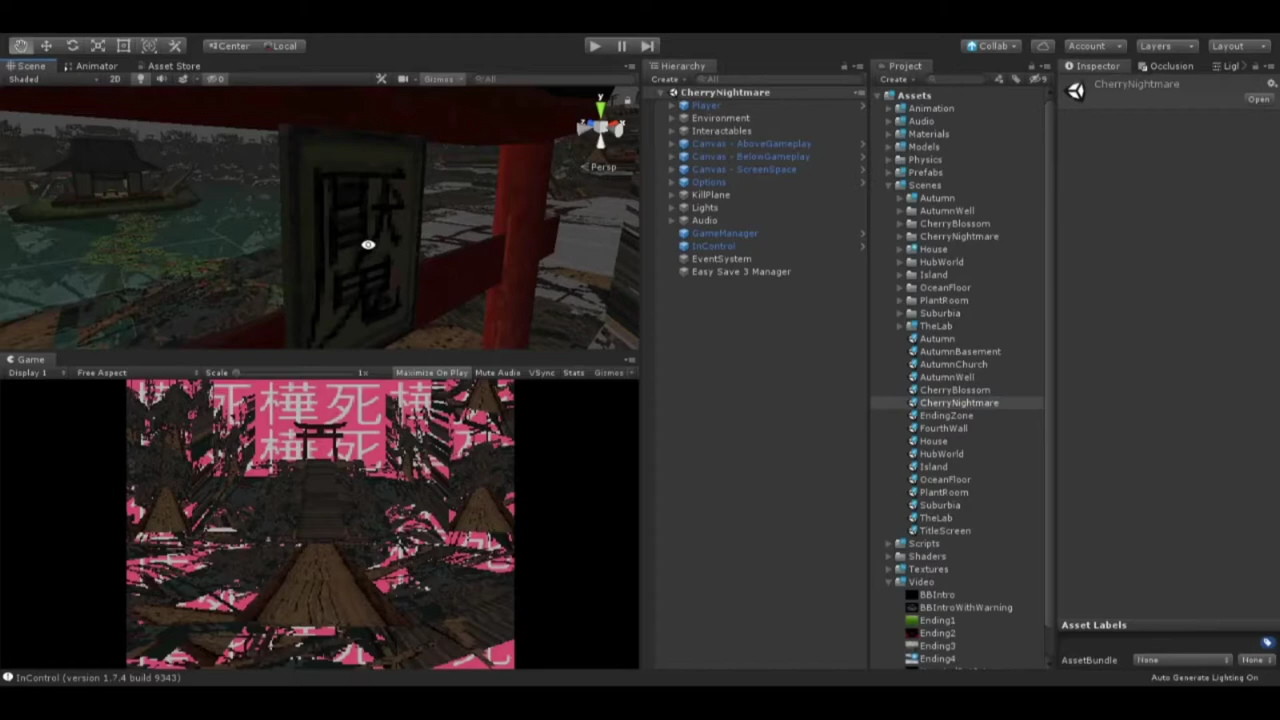 Center
Local
Collab
Account
Layers
Layout
Scene
Animator
Asset Store
Shaded
2D
0
Gizmos
All
y
x
z
Persp
Game
Display 1
Free Aspect
Scale
1x
Maximize On Play
Mute Audio
VSync
Stats
Gizmos
樺死
樺死
Hierarchy
Create
All
CherryNightmare
Player
Environment
Interactables
Canvas - AboveGameplay
Canvas - BelowGameplay
Canvas - ScreenSpace
Options
KillPlane
Lights
Audio
GameManager
InControl
EventSystem
Easy Save 3 Manager
Project
Create
9
Assets
Animation
Audio
Materials
Models
Physics
Prefabs
Scenes
Autumn
AutumnWell
CherryBlossom
CherryNightmare
House
HubWorld
Island
OceanFloor
PlantRoom
Suburbia
TheLab
Autumn
AutumnBasement
AutumnChurch
AutumnWell
CherryBlossom
CherryNightmare
EndingZone
FourthWall
House
HubWorld
Island
OceanFloor
PlantRoom
Suburbia
TheLab
TitleScreen
Scripts
Shaders
Textures
Video
BBIntro
BBIntroWithWarning
Ending1
Ending2
Ending3
Ending4
Inspector
Occlusion
CherryNightmare
Open
Asset Labels
AssetBundle
None
None
InControl (version 1.7.4 build 9343)
Auto Generate Lighting On